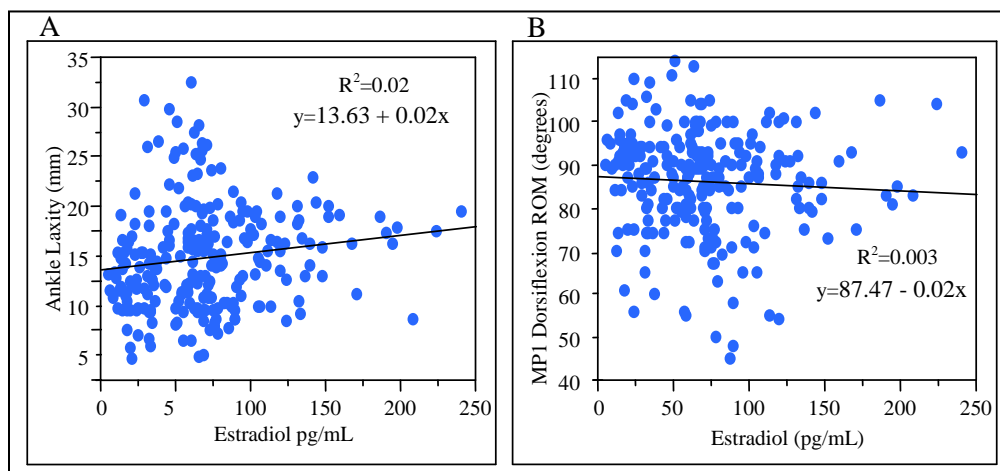 A
35
30
25
20
15
10
5
Ankle Laxity (mm)
R²=0.02
y=13.63 + 0.02x
0 5 100 150 200 250
Estradiol pg/mL
B
110
100
90
80
70
60
50
40
MP1 Dorsiflexion ROM (degrees)
R²=0.003
y=87.47 - 0.02x
0 50 100 150 200 250
Estradiol (pg/mL)